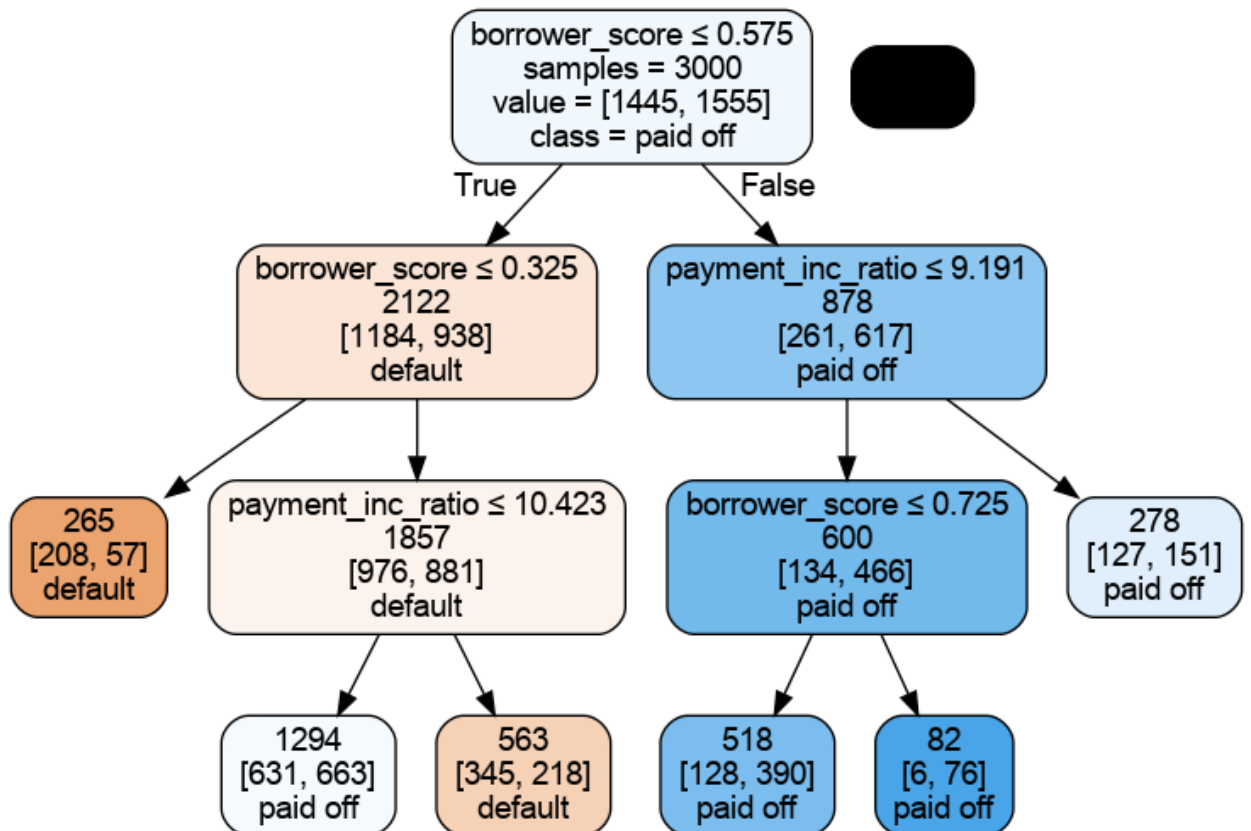 borrower_score ≤ 0.575
samples = 3000
value = [1445, 1555]
class = paid off
True
False
borrower_score ≤ 0.325
2122
[1184, 938]
default
payment_inc_ratio ≤ 9.191
878
[261, 617]
paid off
265
[208, 57]
default
payment_inc_ratio ≤ 10.423
1857
[976, 881]
default
borrower_score ≤ 0.725
600
[134, 466]
paid off
278
[127, 151]
paid off
1294
[631, 663]
paid off
563
[345, 218]
default
518
[128, 390]
paid off
82
[6, 76]
paid off